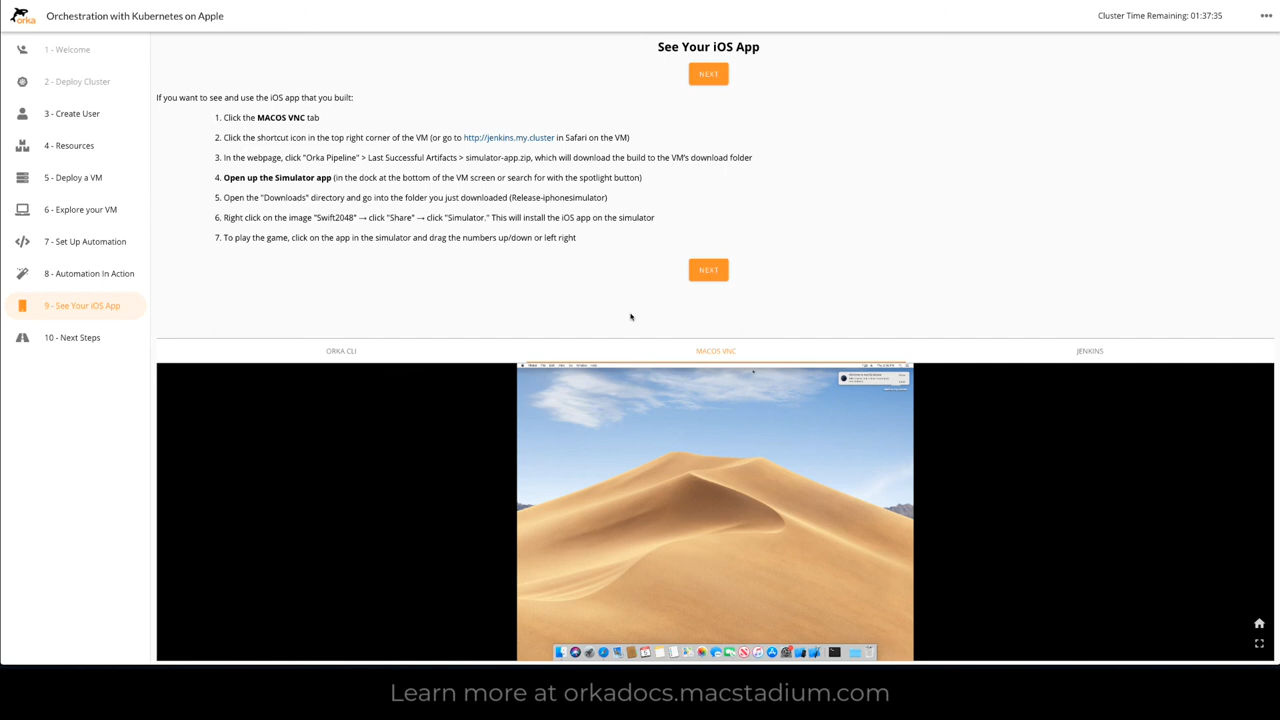 orka
Orchestration with Kubernetes on Apple
Cluster Time Remaining: 01:37:35
1 - Welcome
2 - Deploy Cluster
3 - Create User
4 - Resources
5 - Deploy a VM
6 - Explore your VM
7 - Set Up Automation
8 - Automation In Action
9 - See Your iOS App
10 - Next Steps
See Your iOS App
NEXT
If you want to see and use the iOS app that you built:
1. Click the MACOS VNC tab
2. Click the shortcut icon in the top right corner of the VM (or go to http://jenkins.my.cluster in Safari on the VM)
3. In the webpage, click "Orka Pipeline" > Last Successful Artifacts > simulator-app.zip, which will download the build to the VM's download folder
4. Open up the Simulator app (in the dock at the bottom of the VM screen or search for with the spotlight button)
5. Open the "Downloads" directory and go into the folder you just downloaded (Release-iphonesimulator)
6. Right click on the image "Swift2048" → click "Share" → click "Simulator." This will install the iOS app on the simulator
7. To play the game, click on the app in the simulator and drag the numbers up/down or left right
NEXT
ORKA CLI
MACOS VNC
JENKINS
Learn more at orkadocs.macstadium.com